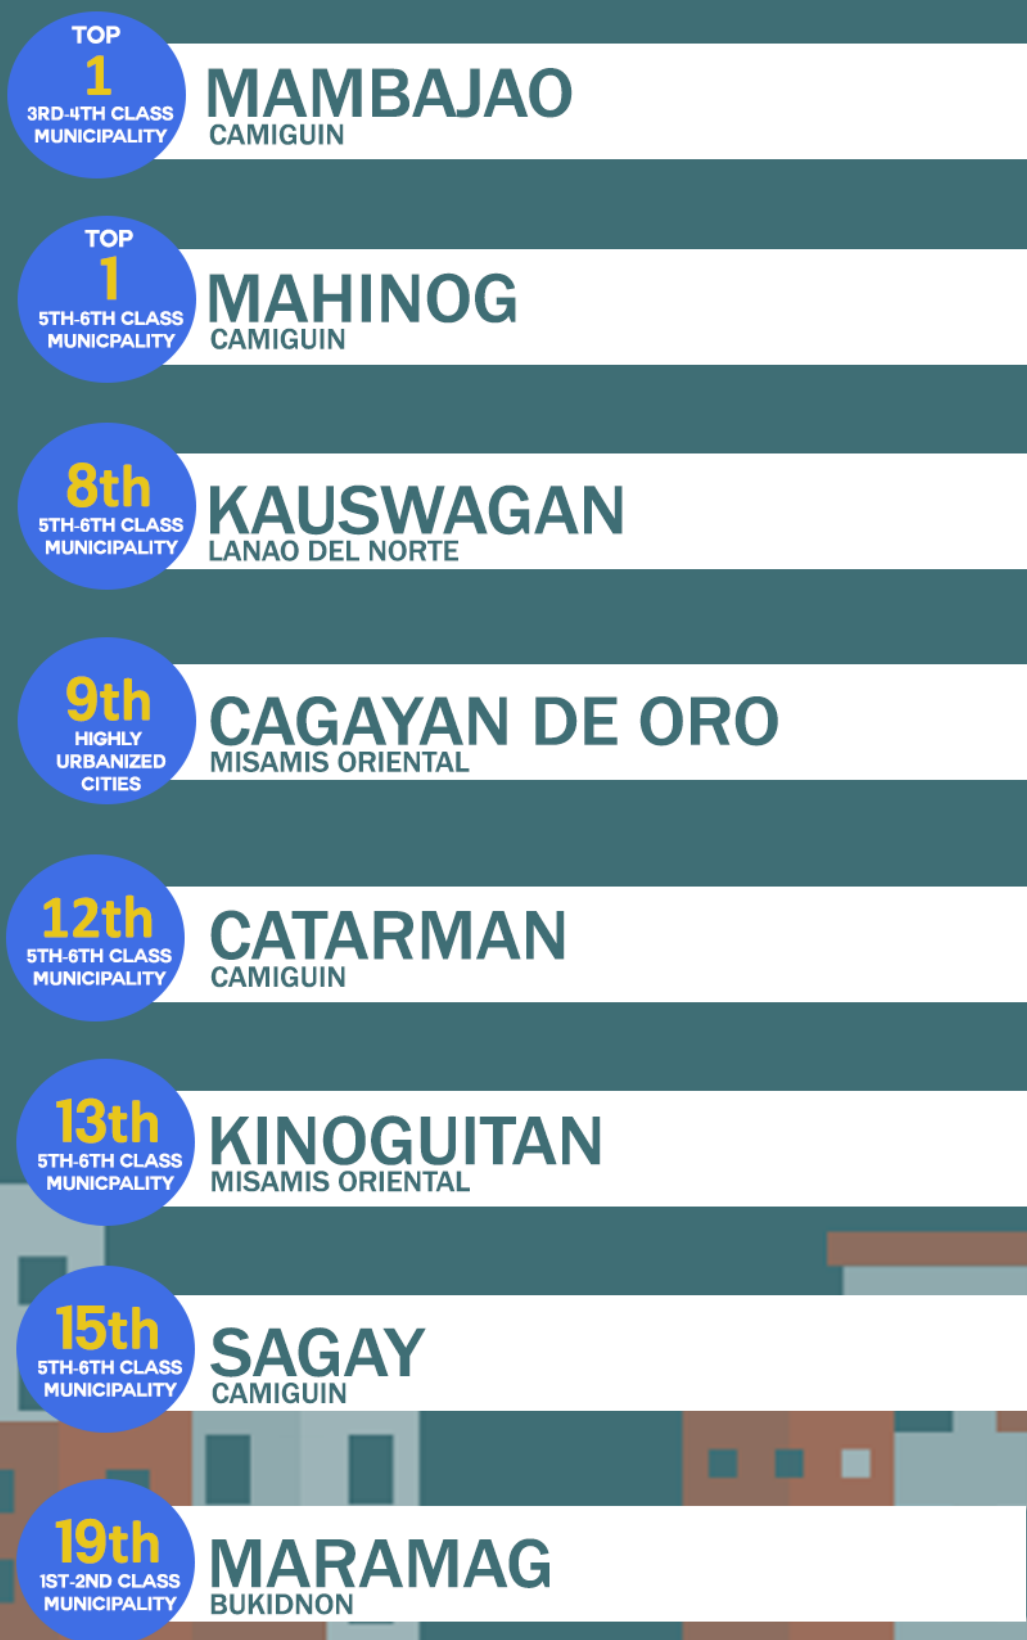 TOP
1
3RD-4TH CLASS
MUNICIPALITY
MAMBAJAO
CAMIGUIN
TOP
1
5TH-6TH CLASS
MUNICPALITY
MAHINOG
CAMIGUIN
8th
5TH-6TH CLASS
MUNICIPALITY
KAUSWAGAN
LANAO DEL NORTE
9th
HIGHLY
URBANIZED
CITIES
CAGAYAN DE ORO
MISAMIS ORIENTAL
12th
5TH-6TH CLASS
MUNICIPALITY
CATARMAN
CAMIGUIN
13th
5TH-6TH CLASS
MUNICPALITY
KINOGUITAN
MISAMIS ORIENTAL
15th
5TH-6TH CLASS
MUNICIPALITY
SAGAY
CAMIGUIN
19th
1ST-2ND CLASS
MUNICIPALITY
MARAMAG
BUKIDNON